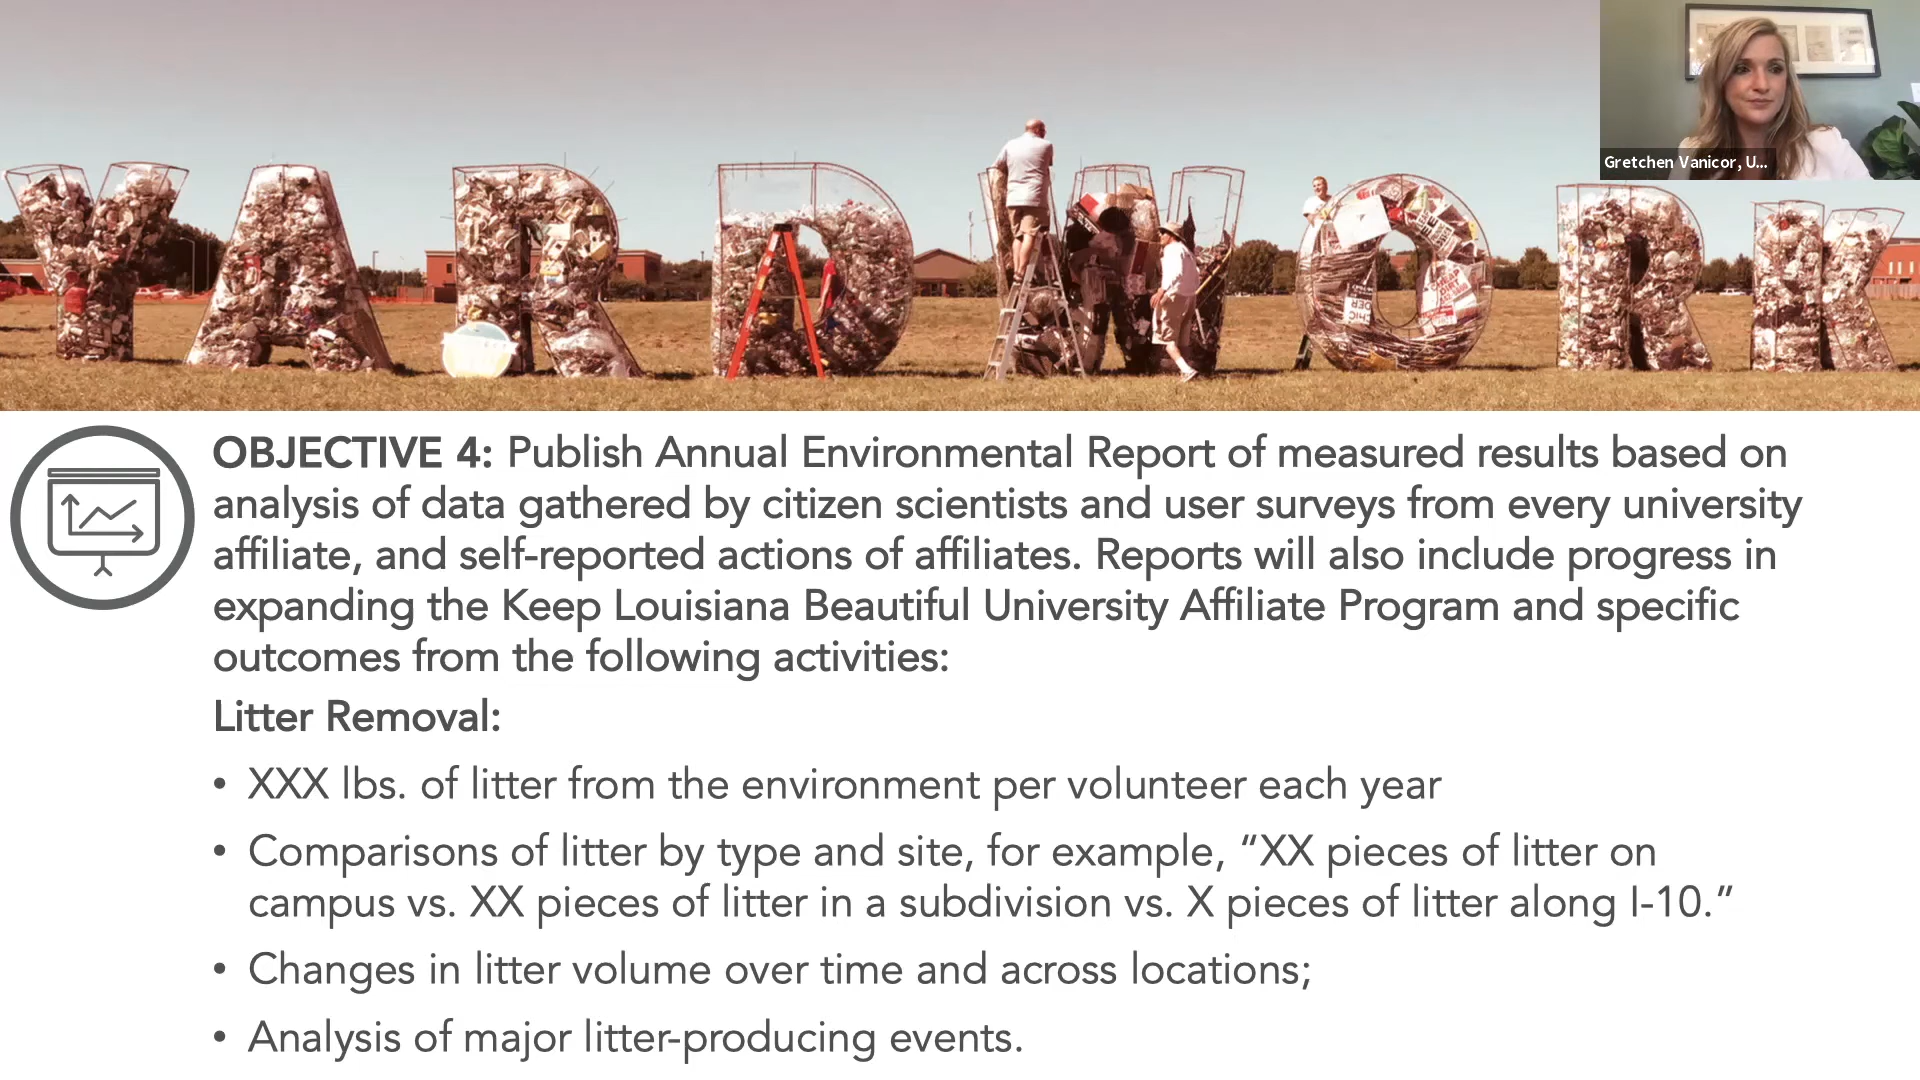 YARDWORK
Gretchen Vanicor, U...
OBJECTIVE 4: Publish Annual Environmental Report of measured results based on
analysis of data gathered by citizen scientists and user surveys from every university
affiliate, and self-reported actions of affiliates. Reports will also include progress in
expanding the Keep Louisiana Beautiful University Affiliate Program and specific
outcomes from the following activities:
Litter Removal:
• XXX lbs. of litter from the environment per volunteer each year
• Comparisons of litter by type and site, for example, “XX pieces of litter on
campus vs. XX pieces of litter in a subdivision vs. X pieces of litter along I-10.”
• Changes in litter volume over time and across locations;
• Analysis of major litter-producing events.